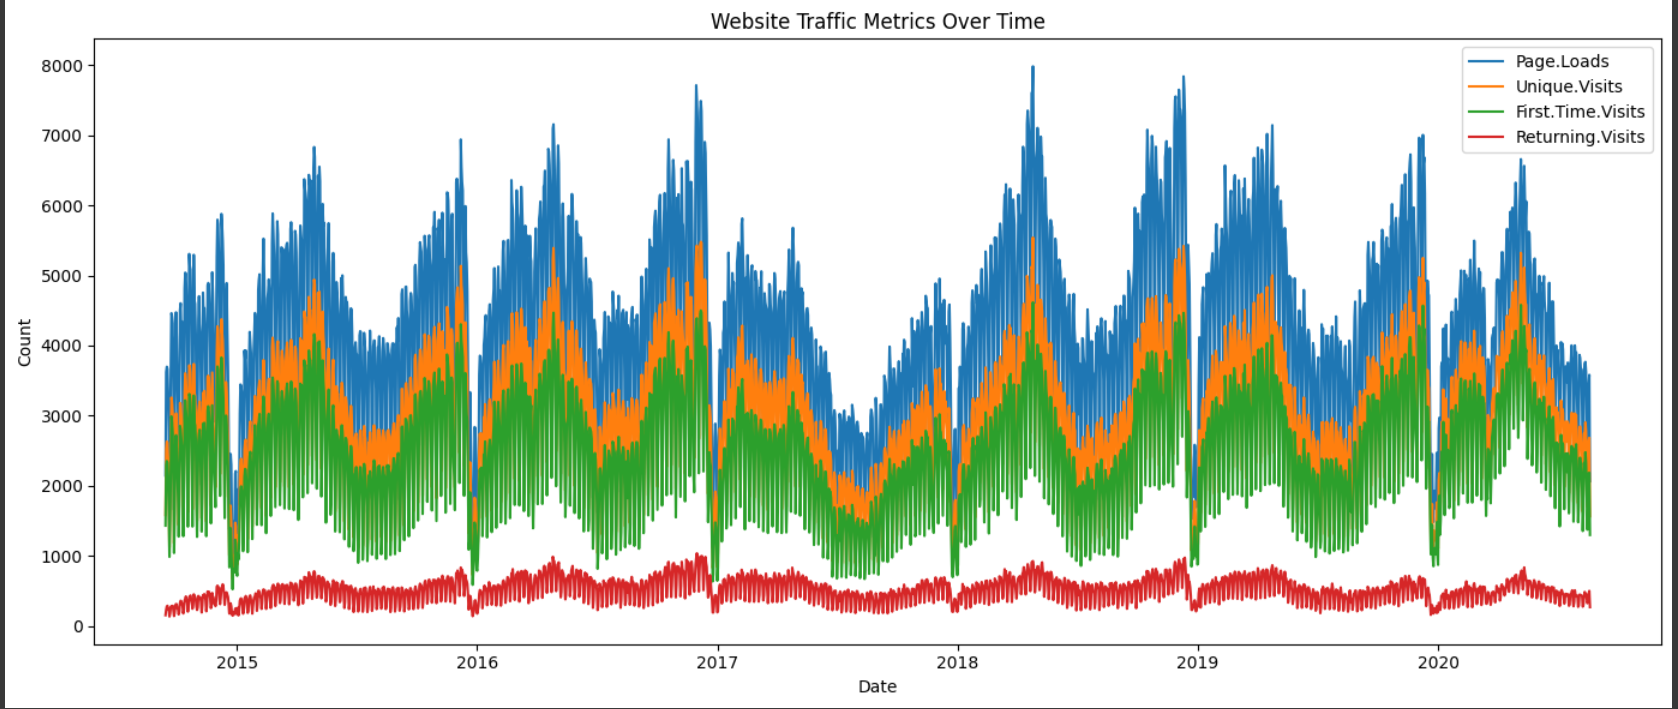 Website Traffic Metrics Over Time
Page.Loads
Unique.Visits
First.Time.Visits
Returning.Visits
8000
7000
6000
5000
4000
3000
2000
1000
0
Count
2015 2016 2017 2018 2019 2020
Date